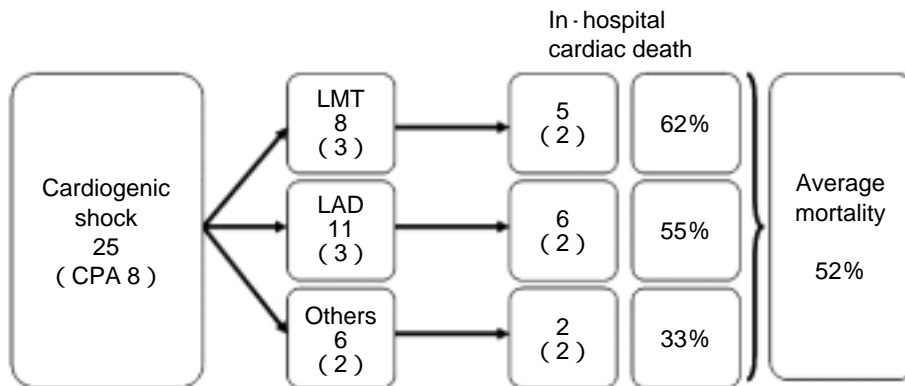 In-hospital
cardiac death
Cardiogenic
shock
25
( CPA 8 )
LMT
8
( 3 )
5
( 2 )
62%
LAD
11
( 3 )
6
( 2 )
55%
Others
6
( 2 )
2
( 2 )
33%
Average
mortality
52%